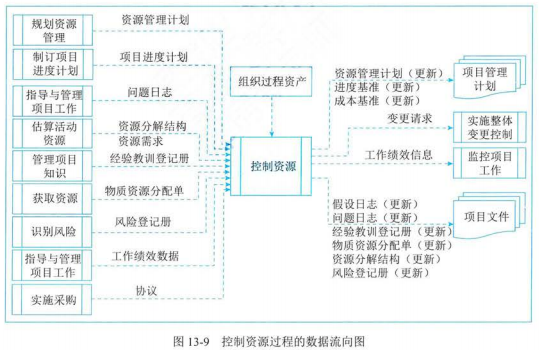 规划资源
管理
资源管理计划
制订项目
进度计划
项目进度计划
指导与管理
项目工作
问题日志
估算活动
资源
资源分解结构
资源需求
管理项目
知识
经验教训登记册
获取资源
物质资源分配单
识别风险
风险登记册
指导与管理
项目工作
工作绩效数据
实施采购
协议
组织过程资产
控制资源
资源管理计划（更新）
进度基准（更新）
成本基准（更新）
项目管理
计划
变更请求
实施整体
变更控制
工作绩效信息
监控项目
工作
假设日志（更新）
问题日志（更新）
经验教训登记册（更新）
物质资源分配单（更新）
资源分解结构（更新）
风险登记册（更新）
项目文件
图 13-9 控制资源过程的数据流向图